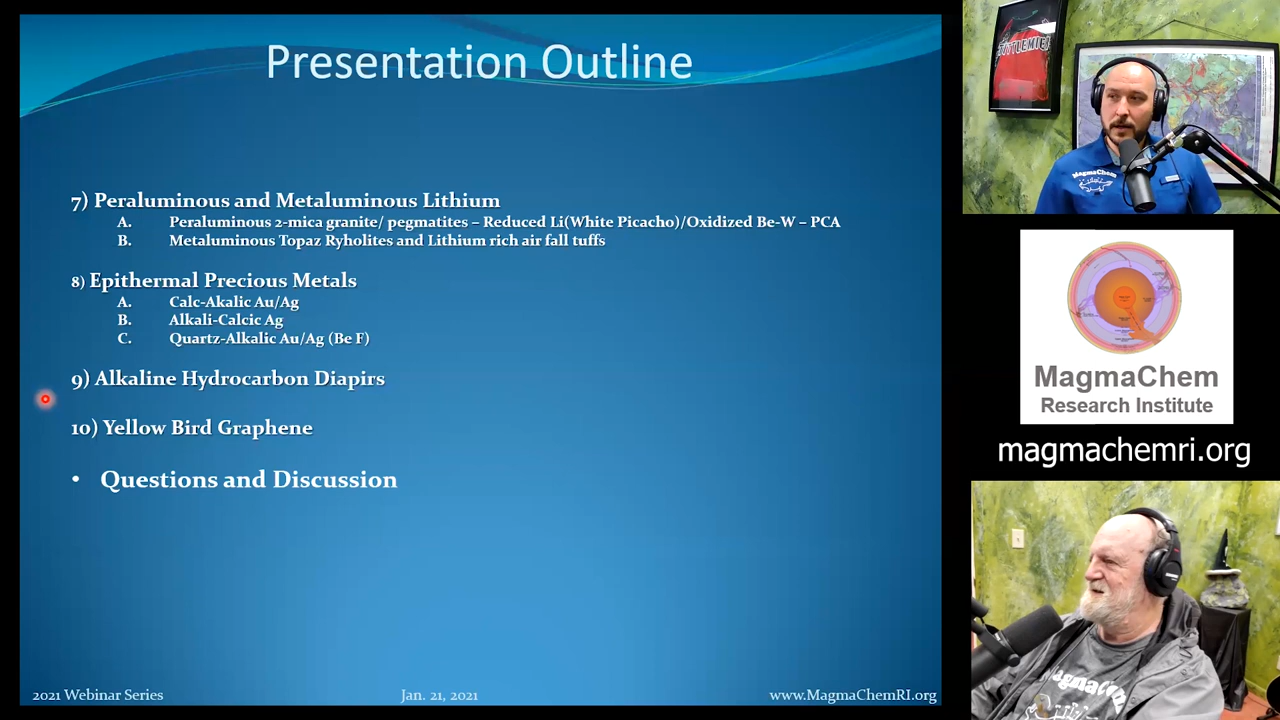 Presentation Outline
7) Peraluminous and Metaluminous Lithium
A. Peraluminous 2-mica granite/ pegmatites – Reduced Li(White Picacho)/Oxidized Be-W – PCA
B. Metaluminous Topaz Ryholites and Lithium rich air fall tuffs
8) Epithermal Precious Metals
A. Calc-Akalic Au/Ag
B. Alkali-Calcic Ag
C. Quartz-Alkalic Au/Ag (Be F)
9) Alkaline Hydrocarbon Diapirs
10) Yellow Bird Graphene
• Questions and Discussion
2021 Webinar Series
Jan. 21, 2021
www.MagmaChemRI.org
MagmaChem
MagmaChem
Research Institute
magmachemri.org